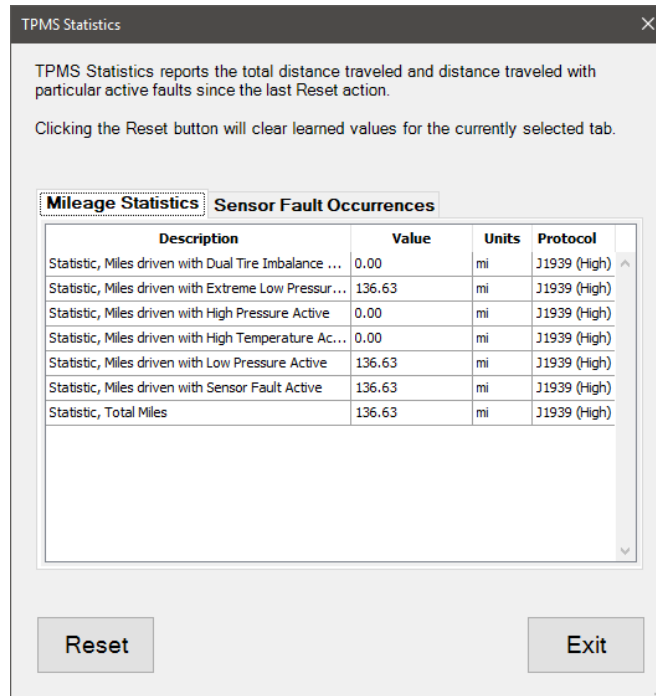 TPMS Statistics
TPMS Statistics reports the total distance traveled and distance traveled with
particular active faults since the last Reset action.
Clicking the Reset button will clear learned values for the currently selected tab.
Mileage Statistics Sensor Fault Occurrences
Description Value Units Protocol
Statistic, Miles driven with Dual Tire Imbalance ... 0.00 mi J1939 (High)
Statistic, Miles driven with Extreme Low Pressur... 136.63 mi J1939 (High)
Statistic, Miles driven with High Pressure Active 0.00 mi J1939 (High)
Statistic, Miles driven with High Temperature Ac... 0.00 mi J1939 (High)
Statistic, Miles driven with Low Pressure Active 136.63 mi J1939 (High)
Statistic, Miles driven with Sensor Fault Active 136.63 mi J1939 (High)
Statistic, Total Miles 136.63 mi J1939 (High)
Reset Exit